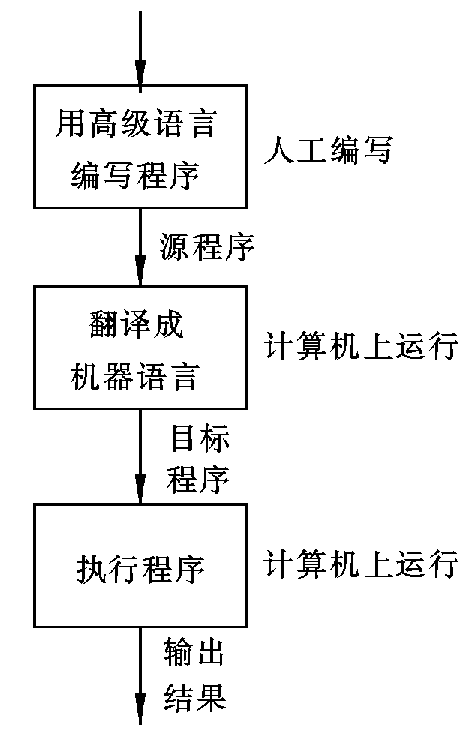 用高级语言
编写程序
人工编写
源程序
翻译成
机器语言
计算机上运行
目标
程序
执行程序
计算机上运行
输出
结果